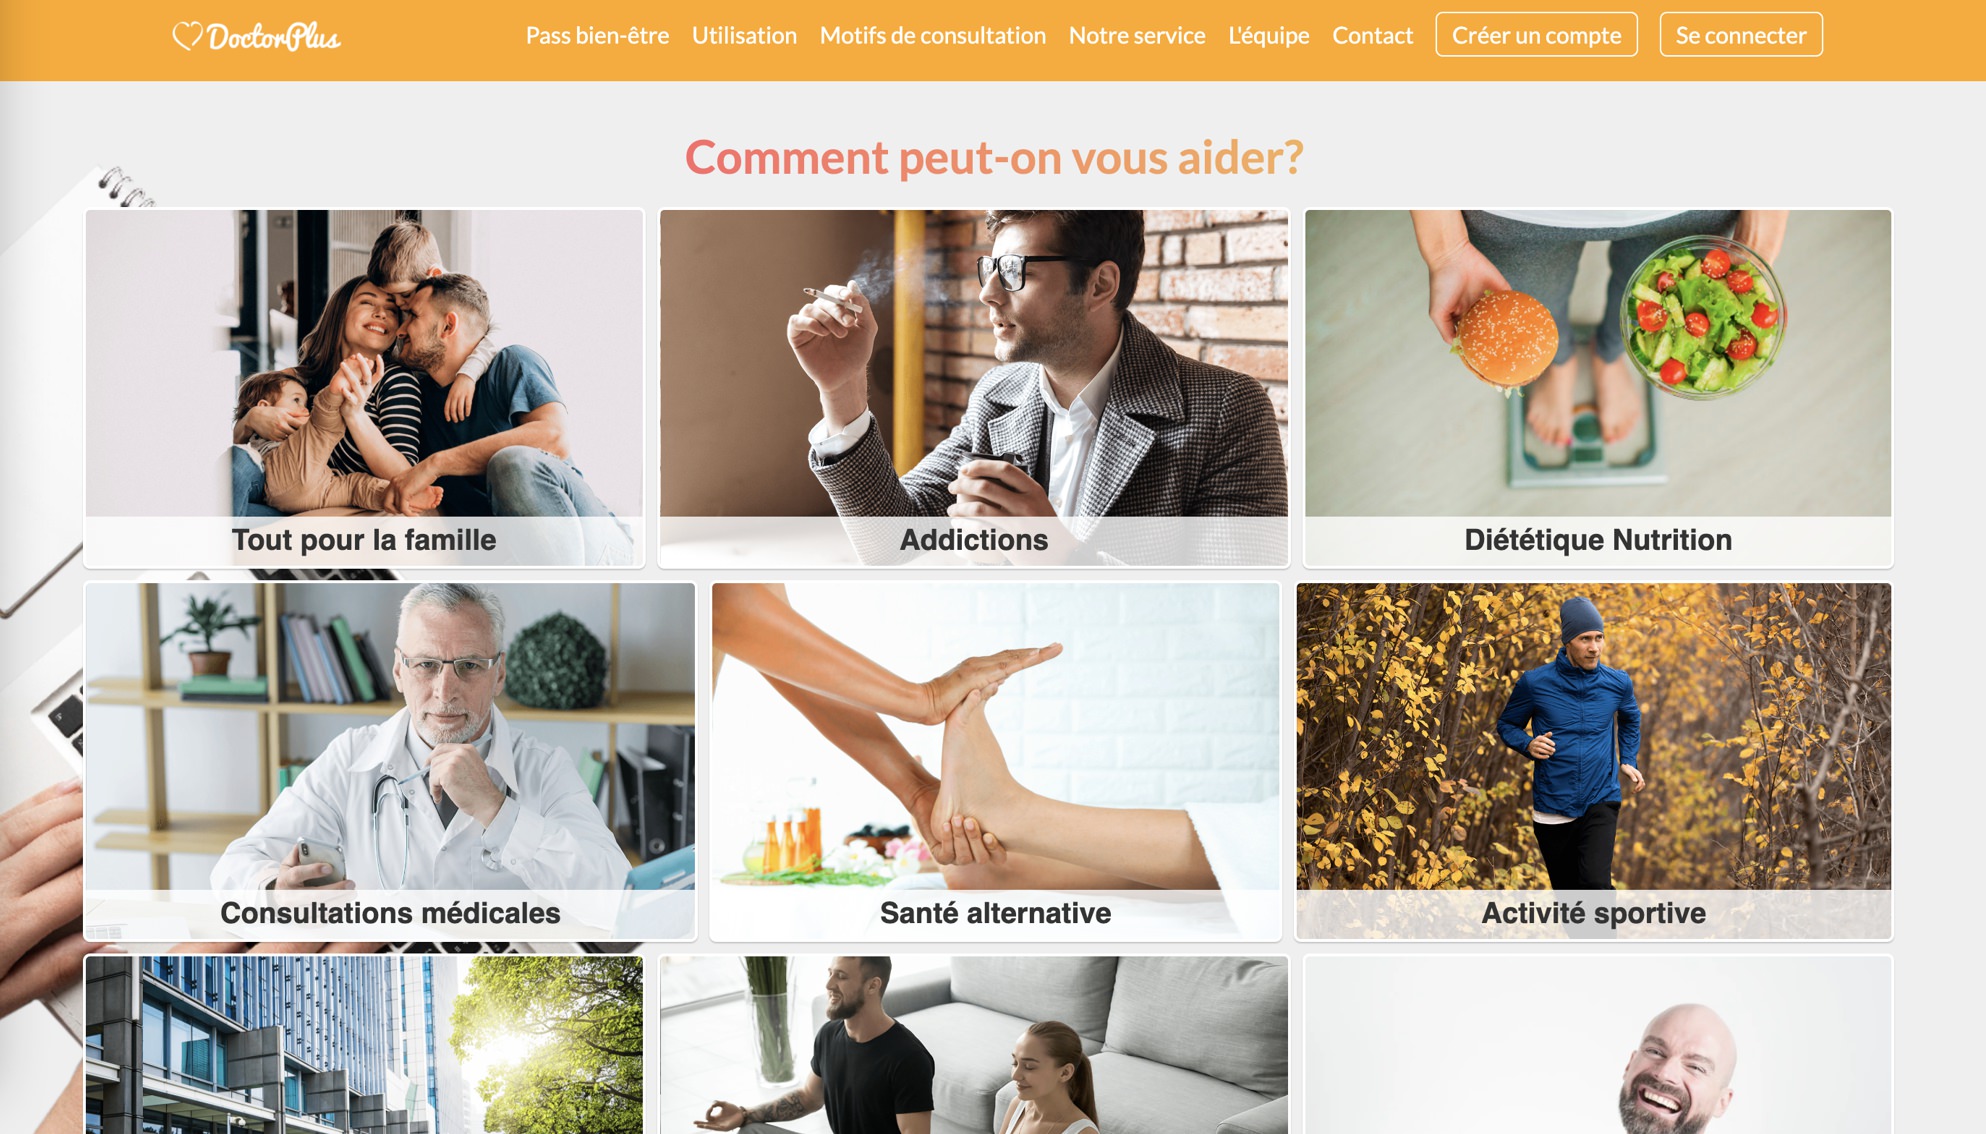 DoctorPlus
Pass bien-être
Utilisation
Motifs de consultation
Notre service
L'équipe
Contact
Créer un compte
Se connecter
Comment peut-on vous aider?
Tout pour la famille
Addictions
Diététique Nutrition
Consultations médicales
Santé alternative
Activité sportive